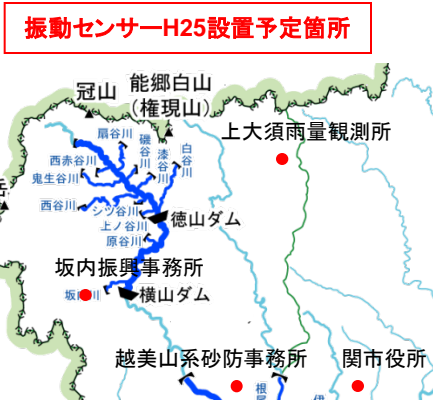 振動センサーH25設置予定箇所
能郷白山
(権現山)
冠山
上大須雨量観測所
扇谷川
磯谷川
漆谷川
白谷川
西赤谷川
鬼生谷川
西谷川
シツ谷川
上ノ谷川
原谷川
徳山ダム
岳
坂内振興事務所
坂内川
横山ダム
越美山系砂防事務所
関市役所
根尾
伊